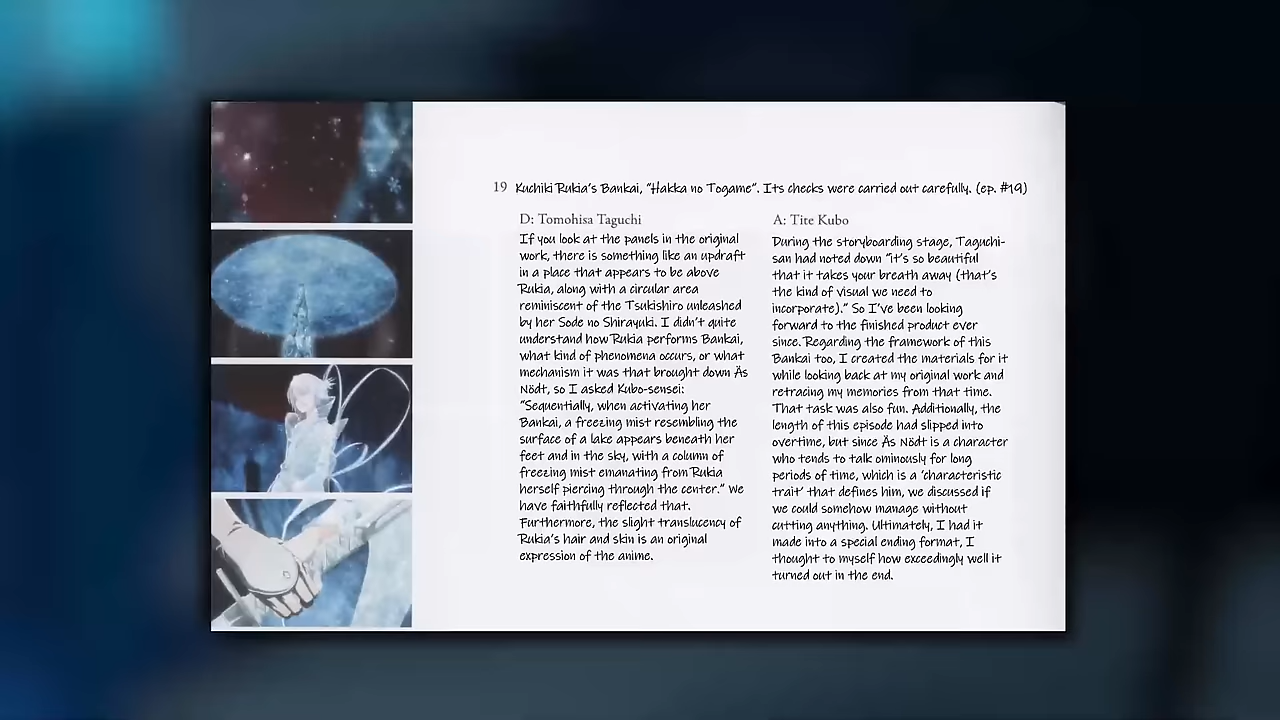 19 Kuchiki Rukia's Bankai, "Hakka no Togame". Its checks were carried out carefully. (ep. #19)
D: Tomohisa Taguchi
If you look at the panels in the original
work, there is something like an updraft
in a place that appears to be above
Rukia, along with a circular area
reminiscent of the Tsukishiro unleashed
by her Sode no Shirayuki. I didn't quite
understand how Rukia performs Bankai,
what kind of phenomena occurs, or what
mechanism it was that brought down Äs
Nödt, so I asked Kubo-sensei:
"Sequentially, when activating her
Bankai, a freezing mist resembling the
surface of a lake appears beneath her
feet and in the sky, with a column of
freezing mist emanating from Rukia
herself piercing through the center." We
have faithfully reflected that.
Furthermore, the slight translucency of
Rukia's hair and skin is an original
expression of the anime.
A: Tite Kubo
During the storyboarding stage, Taguchi-
san had noted down "it's so beautiful
that it takes your breath away (that's
the kind of visual we need to
incorporate)." So I've been looking
forward to the finished product ever
since. Regarding the framework of this
Bankai too, I created the materials for it
while looking back at my original work and
retracing my memories from that time.
That task was also fun. Additionally, the
length of this episode had slipped into
overtime, but since Äs Nödt is a character
who tends to talk ominously for long
periods of time, which is a 'characteristic
trait' that defines him, we discussed if
we could somehow manage without
cutting anything. Ultimately, I had it
made into a special ending format, I
thought to myself how exceedingly well it
turned out in the end.